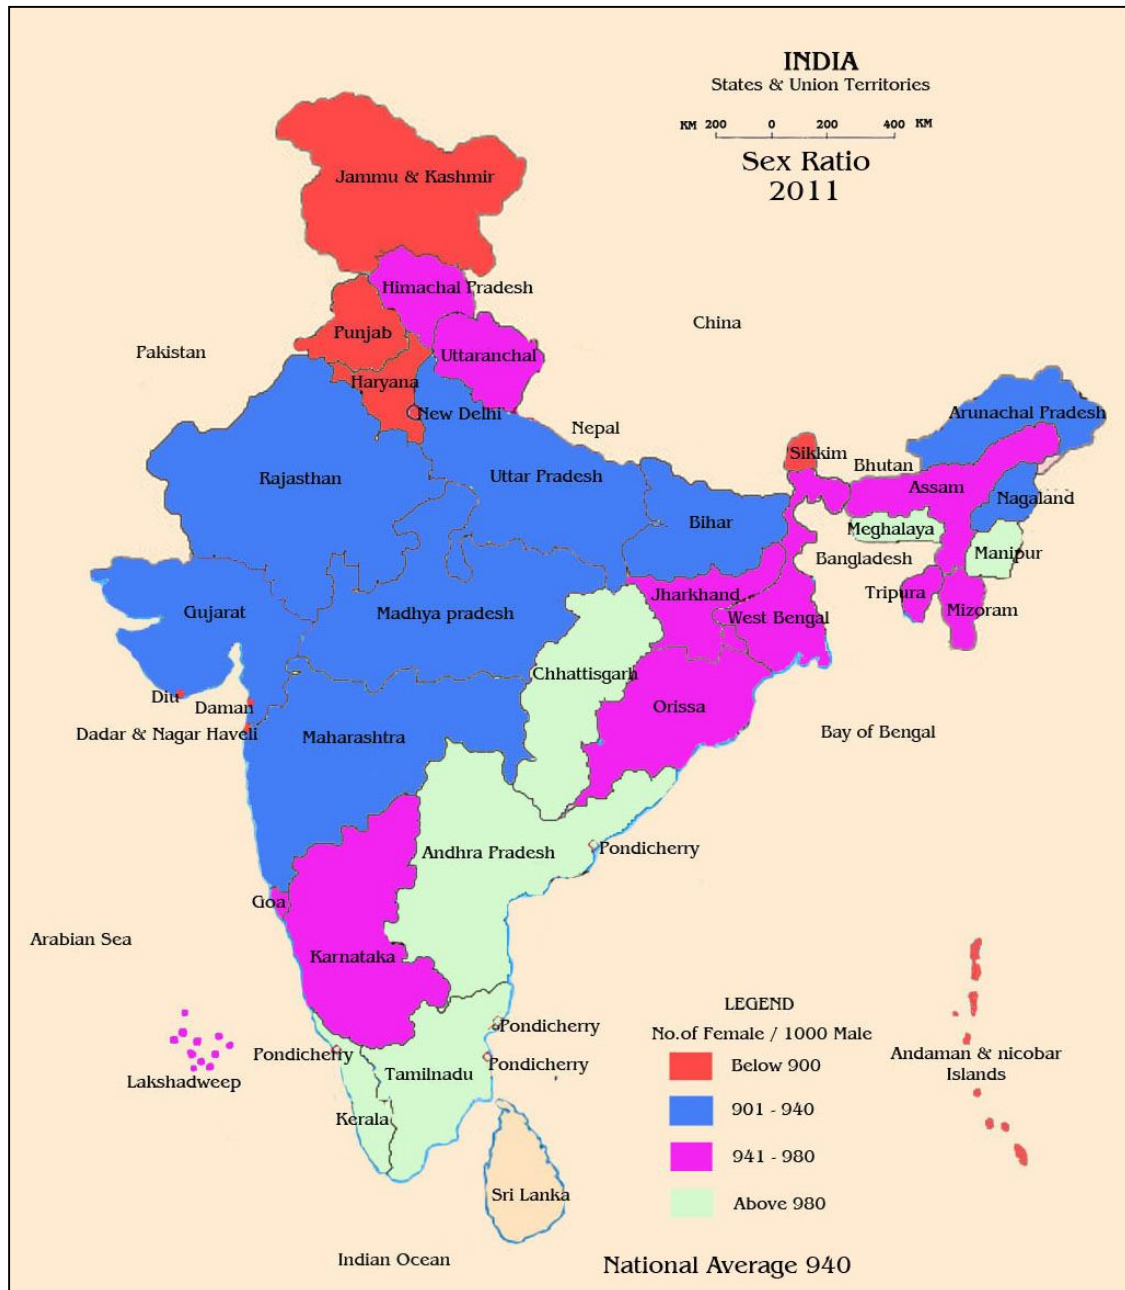 INDIA
States & Union Territories
KM 200 0 200 400 KM
Sex Ratio
2011
Jammu & Kashmir
Himachal Pradesh
China
Punjab
Pakistan
Uttaranchal
Haryana
New Delhi
Arunachal Pradesh
Nepal
Sikkim
Bhutan
Rajasthan
Uttar Pradesh
Assam
Nagaland
Bihar
Meghalaya
Bangladesh
Manipur
Gujarat
Madhya pradesh
Jharkhand
Tripura
Mizoram
West Bengal
Chhattisgarh
Diu
Daman
Orissa
Dadar & Nagar Haveli
Maharashtra
Bay of Bengal
Andhra Pradesh
Pondicherry
Goa
Arabian Sea
Karnataka
LEGEND
Pondicherry
No.of Female / 1000 Male
Pondicherry
Pondicherry
Andaman & nicobar
Islands
Below 900
Lakshadweep
Tamilnadu
901 - 940
Kerala
941 - 980
Sri Lanka
Above 980
Indian Ocean
National Average 940